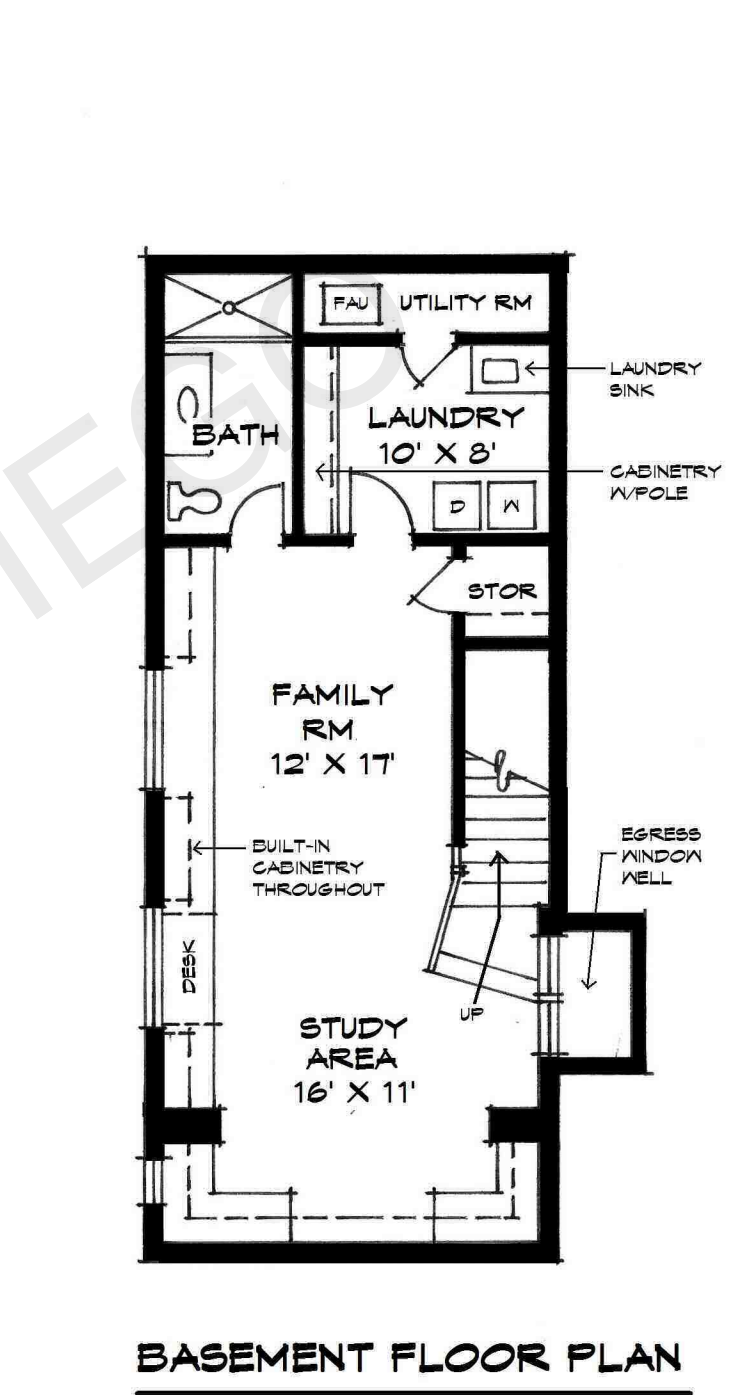 FAU
UTILITY RM
LAUNDRY
SINK
LAUNDRY
10' X 8'
BATH
CABINETRY
W/POLE
D
W
STOR
FAMILY
RM
12' X 17'
BUILT-IN
CABINETRY
THROUGHOUT
EGRESS
WINDOW
WELL
DESK
UP
STUDY
AREA
16' X 11'
BASEMENT FLOOR PLAN